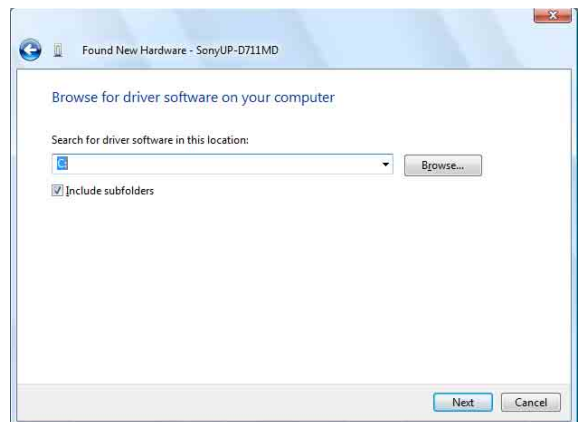 Found New Hardware - SonyUP-D711MD
Browse for driver software on your computer
Search for driver software in this location:
C:
Browse...
Include subfolders
Next
Cancel